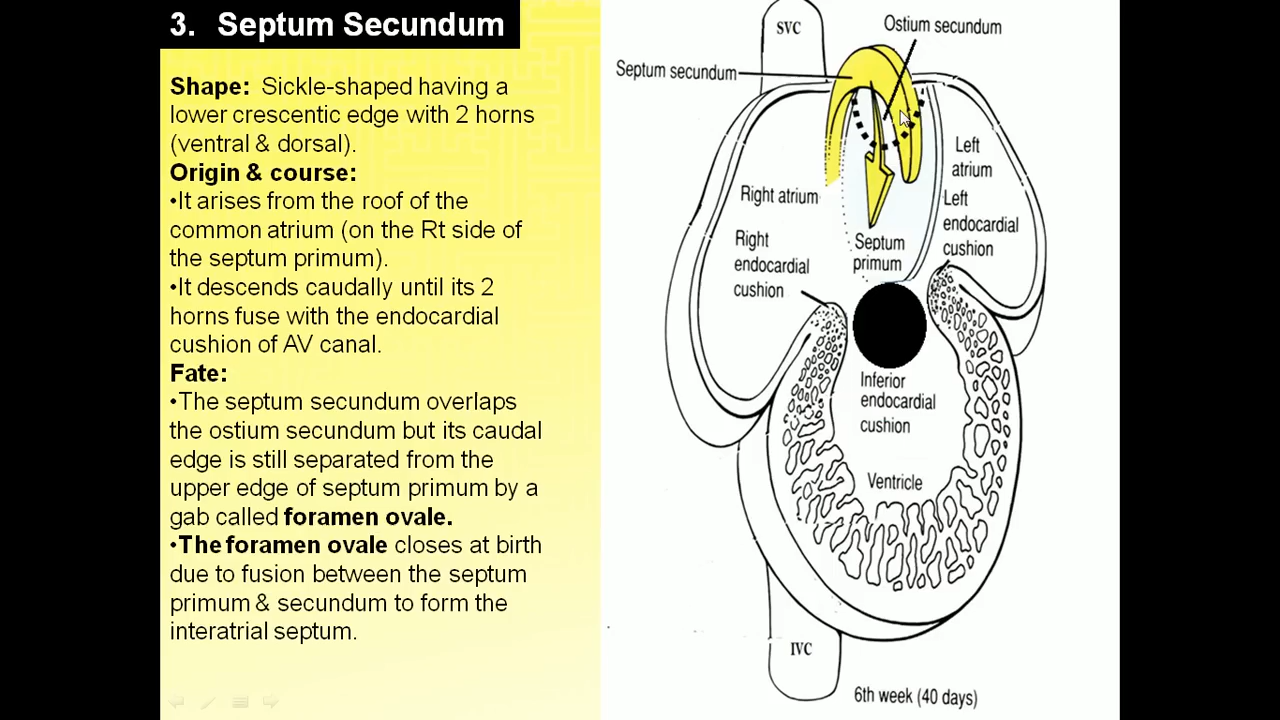 3. Septum Secundum
Shape: Sickle-shaped having a
lower crescentic edge with 2 horns
(ventral & dorsal).
Origin & course:
•It arises from the roof of the
common atrium (on the Rt side of
the septum primum).
•It descends caudally until its 2
horns fuse with the endocardial
cushion of AV canal.
Fate:
•The septum secundum overlaps
the ostium secundum but its caudal
edge is still separated from the
upper edge of septum primum by a
gab called foramen ovale.
•The foramen ovale closes at birth
due to fusion between the septum
primum & secundum to form the
interatrial septum.
SVC
Ostium secundum
Septum secundum
Left
atrium
Right atrium
Left
endocardial
cushion
Right
endocardial
cushion
Septum
primum
Inferior
endocardial
cushion
Ventricle
IVC
6th week (40 days)